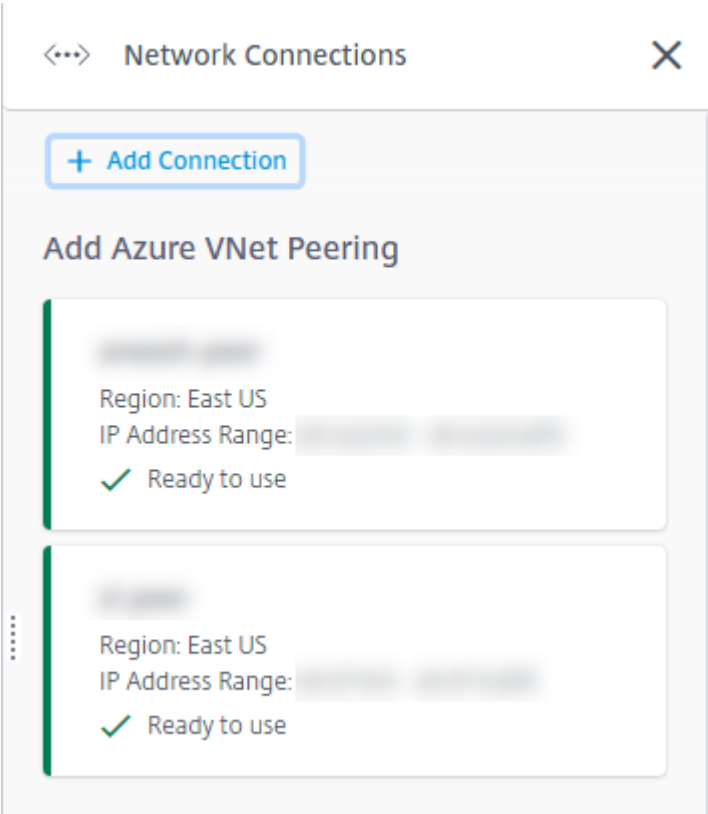 Network Connections
+ Add Connection
Add Azure VNet Peering
Region: East US
IP Address Range:
Ready to use
Region: East US
IP Address Range:
Ready to use